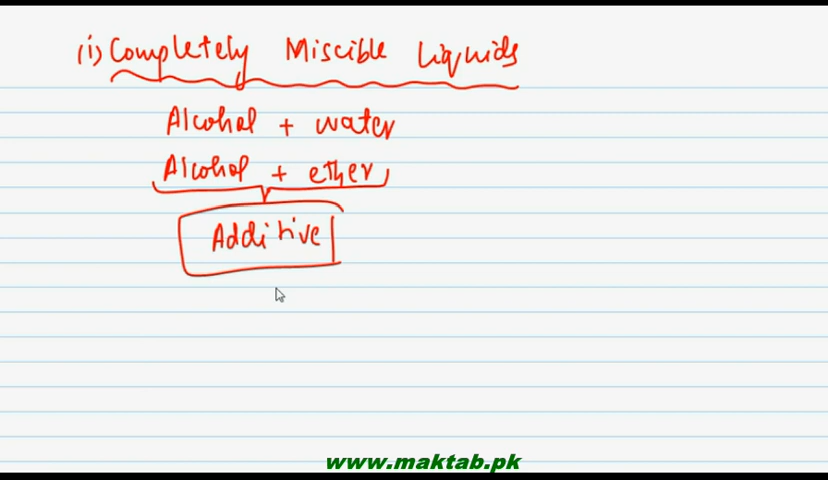 (i) Completely Miscible Liquids
Alcohol + water
Alcohol + ether
Additive
www.maktab.pk